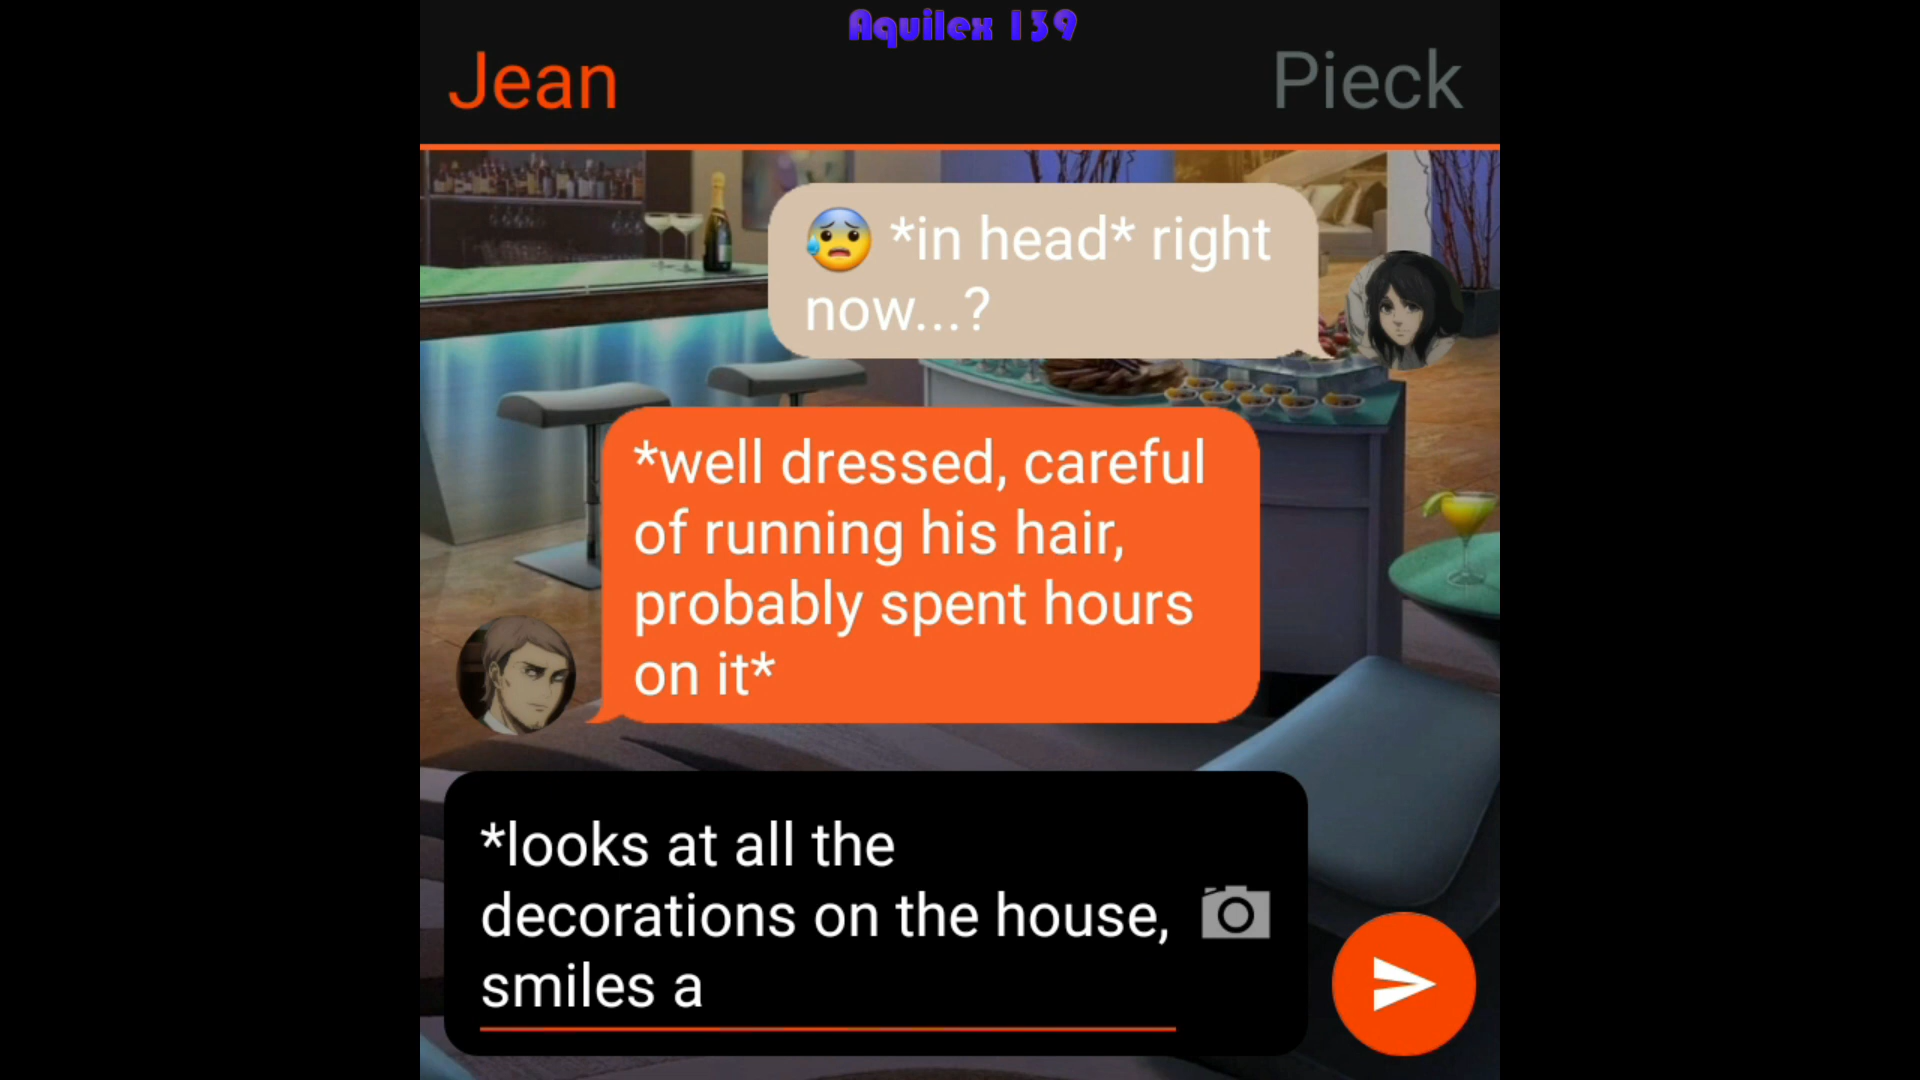 Aquilex 139
Jean
Pieck
😰 *in head* right
now...?
*well dressed, careful
of running his hair,
probably spent hours
on it*
*looks at all the
decorations on the house,
smiles a